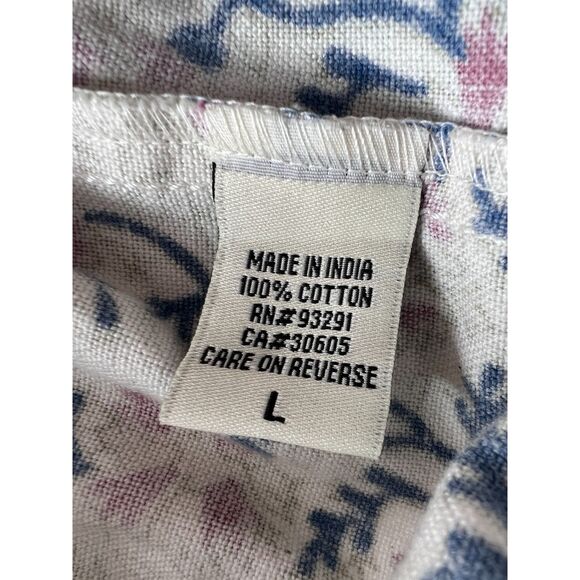 MADE IN INDIA
100% COTTON
RN# 93291
CA#30605
CARE ON REVERSE
L